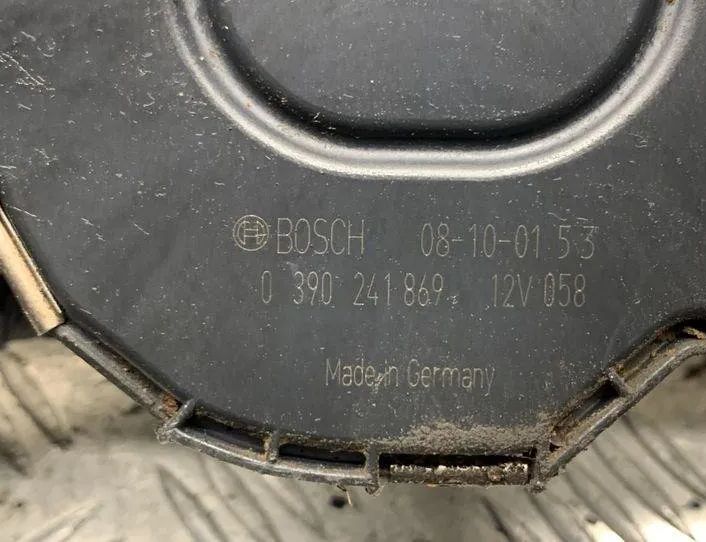 BOSCH 08-10-01 53
0 390 241 869 12V 058
Made in Germany